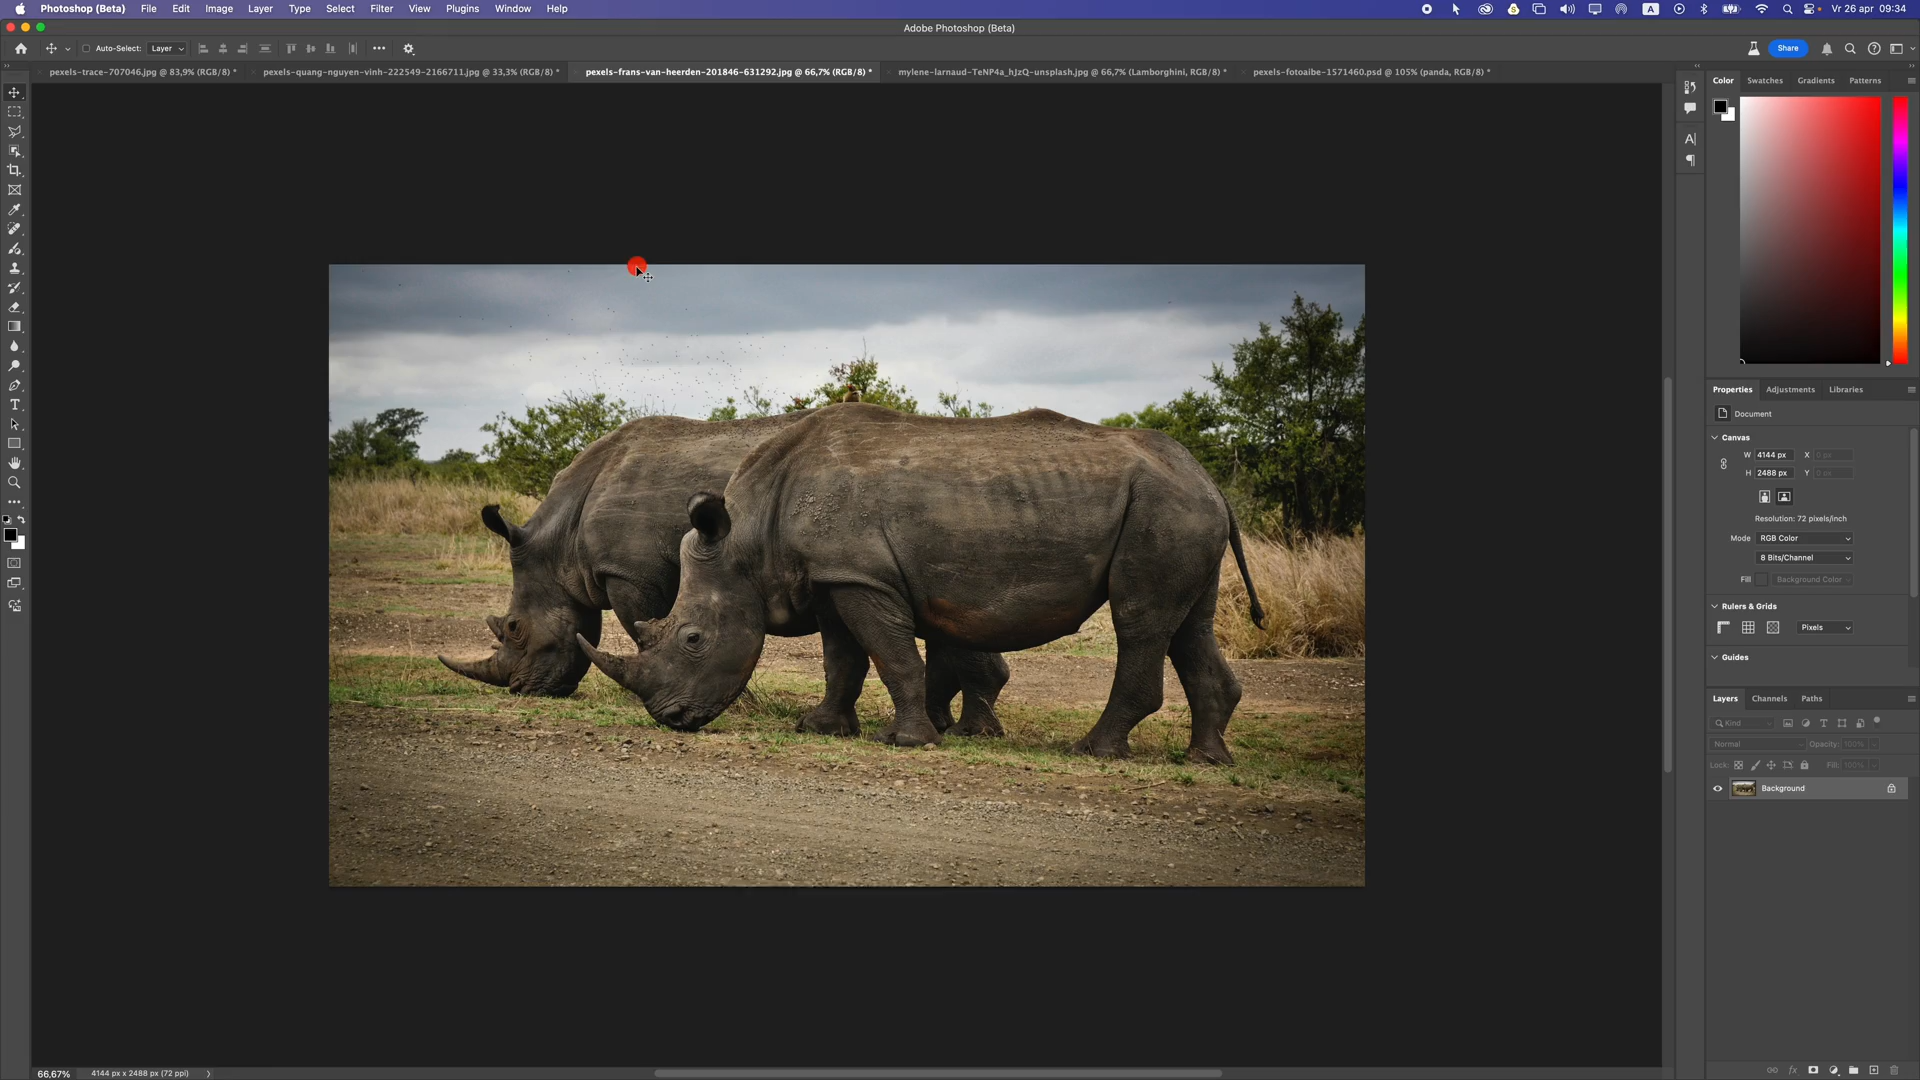 Photoshop (Beta) File Edit Image Layer Type Select Filter View Plugins Window Help A Vr 26 apr 09:34
Adobe Photoshop (Beta)
Auto-Select: Layer Share
pexels-trace-707046.jpg @ 83,9% (RGB/8) * pexels-quang-nguyen-vinh-222549-2166711.jpg @ 33,3% (RGB/8) * pexels-frans-van-heerden-201846-631292.jpg @ 66,7% (RGB/8) * mylene-larnaud-TeNP4a_hJzQ-unsplash.jpg @ 66,7% (Lamborghini, RGB/8) * pexels-fotoaibe-1571460.psd @ 105% (panda, RGB/8) *
Color Swatches Gradients Patterns
Properties Adjustments Libraries
Document
Canvas
W 4144 px X 0 px
H 2488 px Y 0 px
Resolution: 72 pixels/inch
Mode RGB Color
8 Bits/Channel
Fill Background Color
Rulers & Grids
Pixels
Guides
Layers Channels Paths
Kind
Normal Opacity: 100%
Lock: Fill: 100%
Background
66,67% 4144 px x 2488 px (72 ppi)